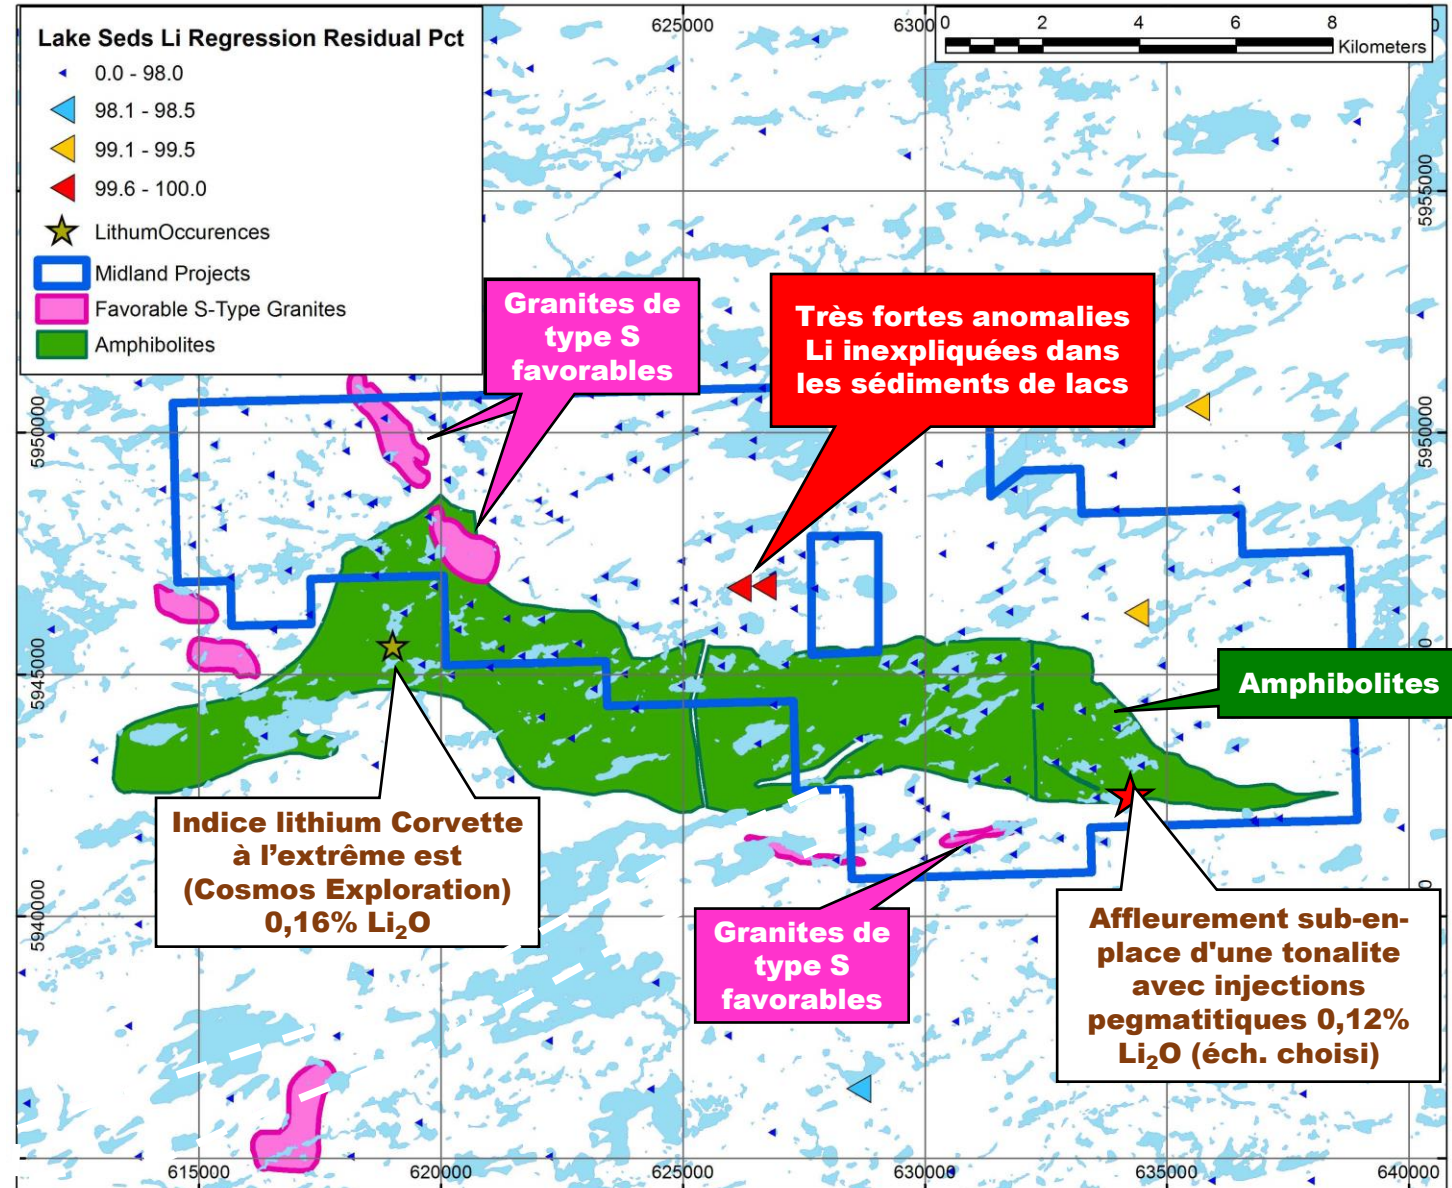 625000
630000
0 2 4 6 8
Kilometers
Lake Seds Li Regression Residual Pct
0.0 - 98.0
98.1 - 98.5
99.1 - 99.5
99.6 - 100.0
LithumOccurences
Midland Projects
Favorable S-Type Granites
Amphibolites
5955000
Granites de
type S
favorables
Très fortes anomalies
Li inexpliquées dans
les sédiments de lacs
5950000
5950000
5945000
Amphibolites
Indice lithium Corvette
à l'extrême est
(Cosmos Exploration)
0,16% Li₂O
5940000
Granites de
type S
favorables
Affleurement sub-en-
place d'une tonalite
avec injections
pegmatitiques 0,12%
Li₂O (éch. choisi)
615000
620000
625000
630000
635000
640000